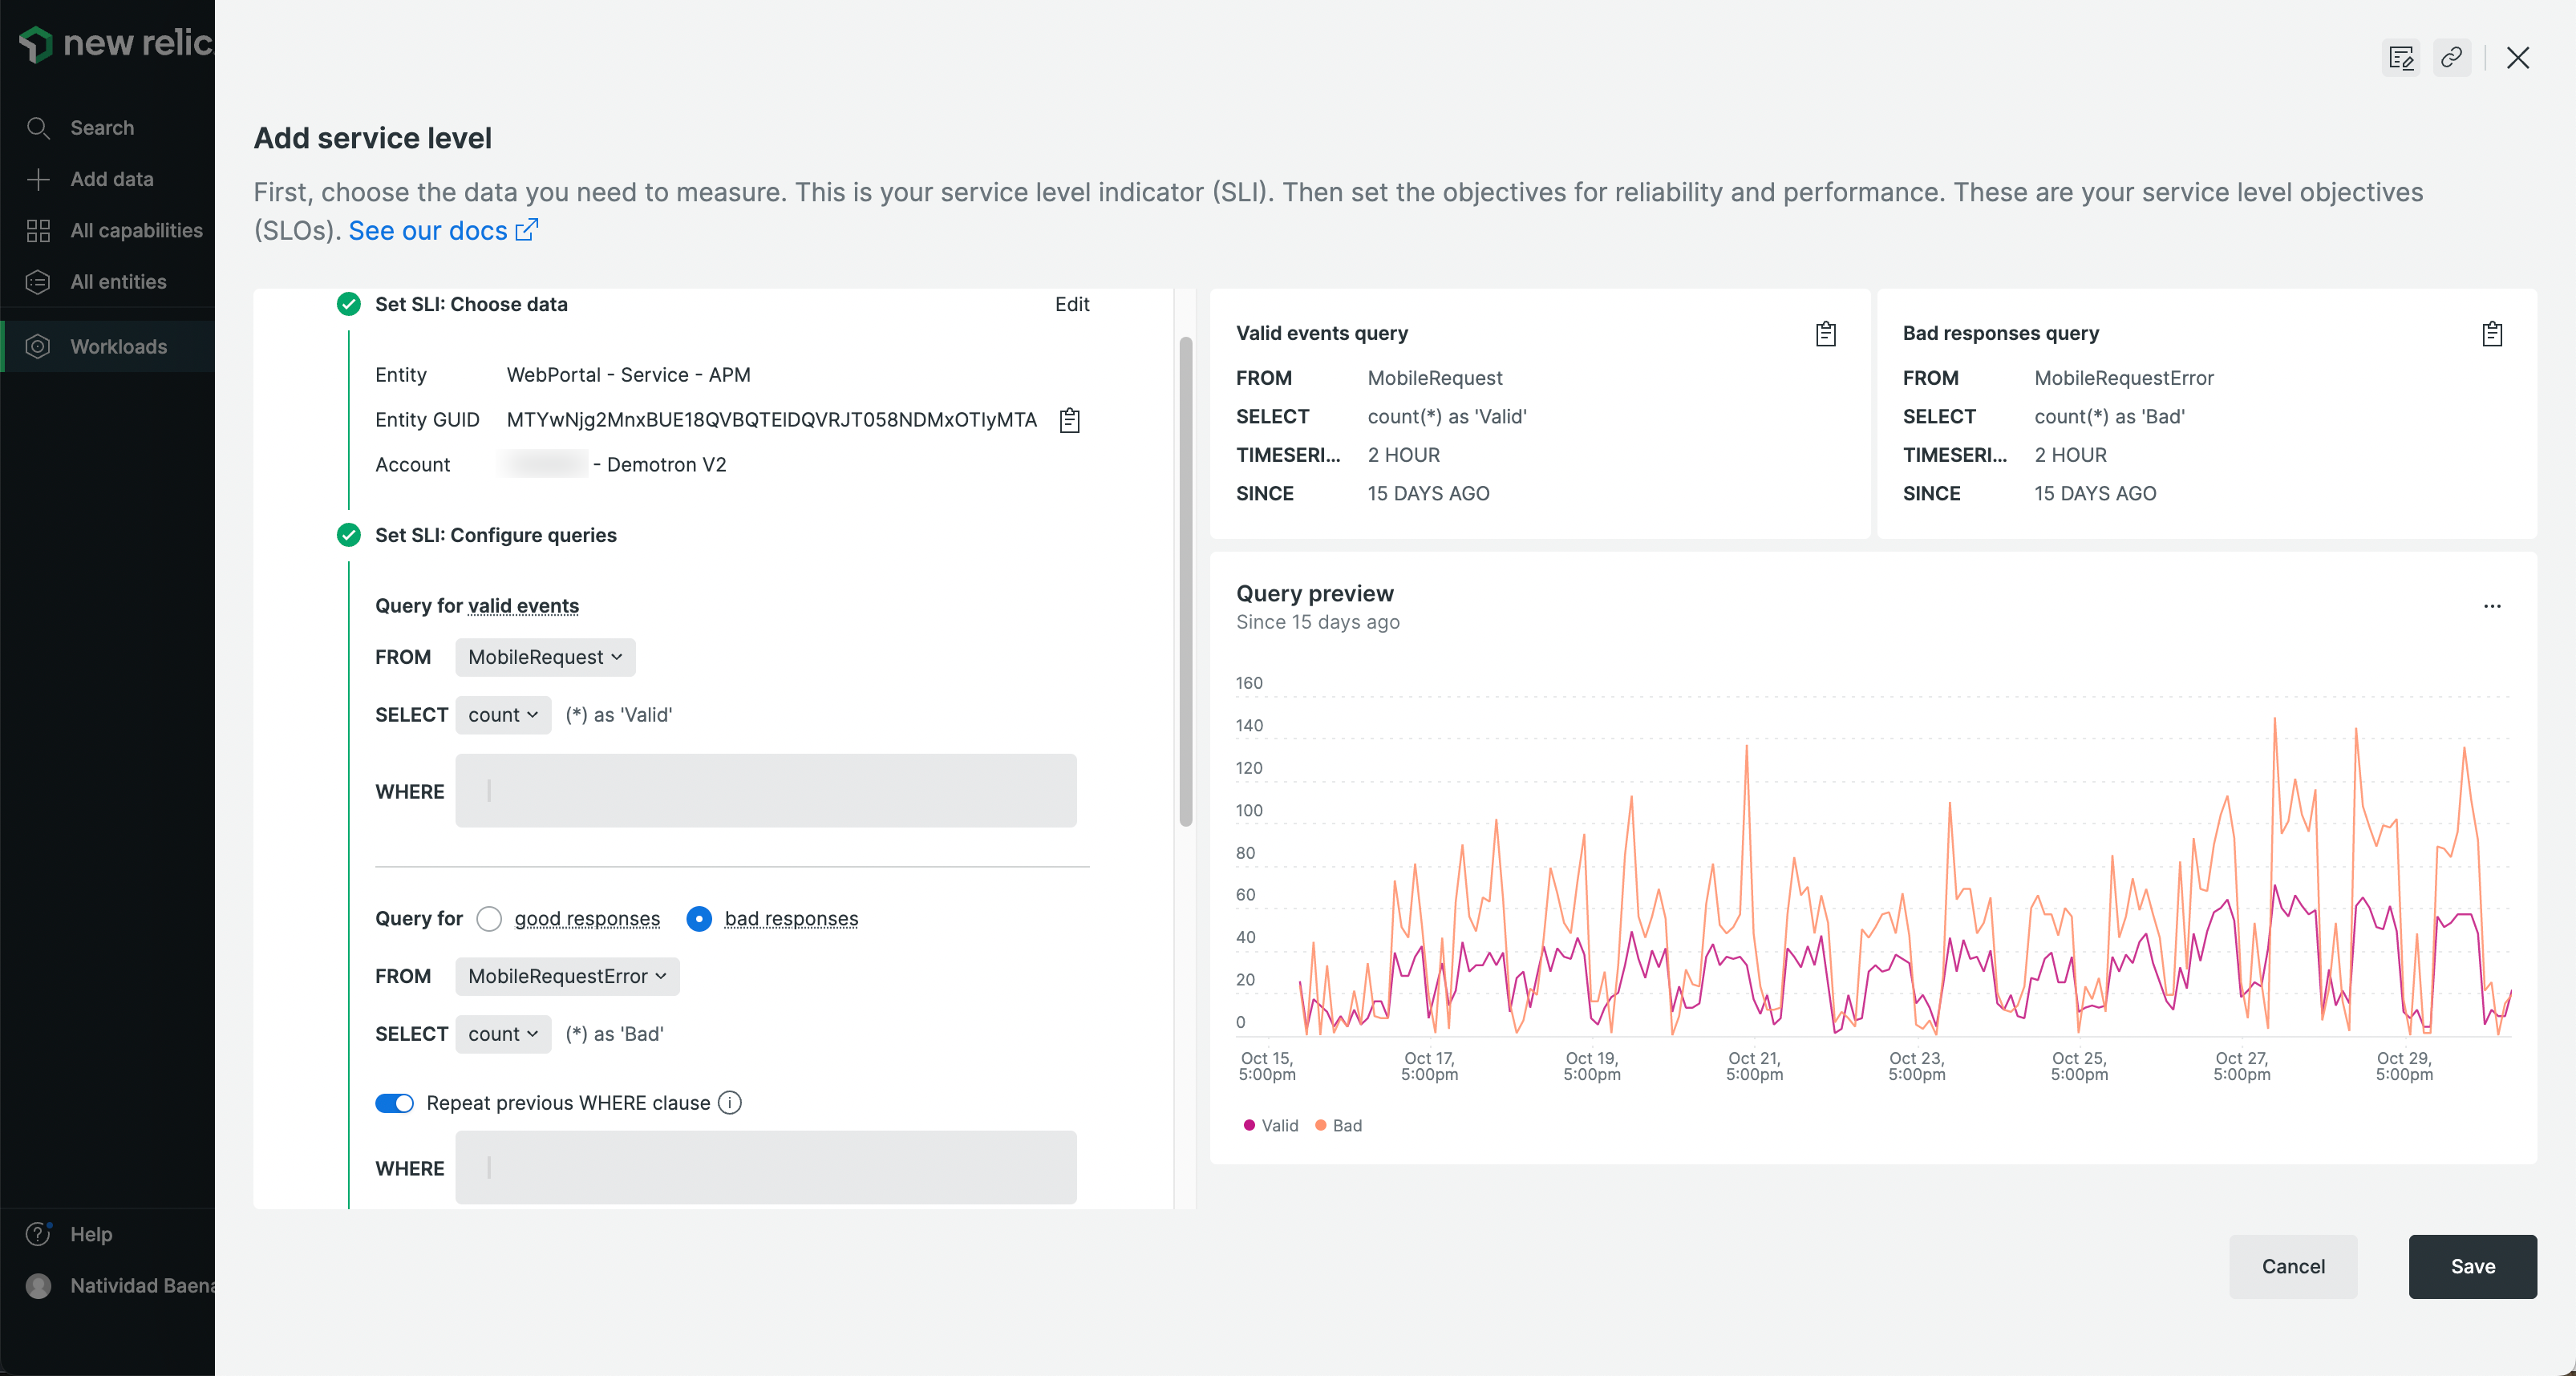 new relic.
Search
Add data
All capabilities
All entities
Workloads
Help
Natividad Baena
Add service level
First, choose the data you need to measure. This is your service level indicator (SLI). Then set the objectives for reliability and performance. These are your service level objectives
(SLOs). See our docs
Set SLI: Choose data
Edit
Entity WebPortal - Service - APM
Entity GUID MTYwNjg2MnxBUE18QVBQTElDQVRJT058NDMxOTIyMTA
Account - Demotron V2
Set SLI: Configure queries
Query for valid events
FROM MobileRequest
SELECT count (*) as 'Valid'
WHERE
Query for good responses bad responses
FROM MobileRequestError
SELECT count (*) as 'Bad'
Repeat previous WHERE clause
WHERE
Valid events query
FROM MobileRequest
SELECT count(*) as 'Valid'
TIMESERI... 2 HOUR
SINCE 15 DAYS AGO
Bad responses query
FROM MobileRequestError
SELECT count(*) as 'Bad'
TIMESERI... 2 HOUR
SINCE 15 DAYS AGO
Query preview
Since 15 days ago
160
140
120
100
80
60
40
20
0
Oct 15, Oct 17, Oct 19, Oct 21, Oct 23, Oct 25, Oct 27, Oct 29,
5:00pm 5:00pm 5:00pm 5:00pm 5:00pm 5:00pm 5:00pm 5:00pm
Valid Bad
Cancel
Save